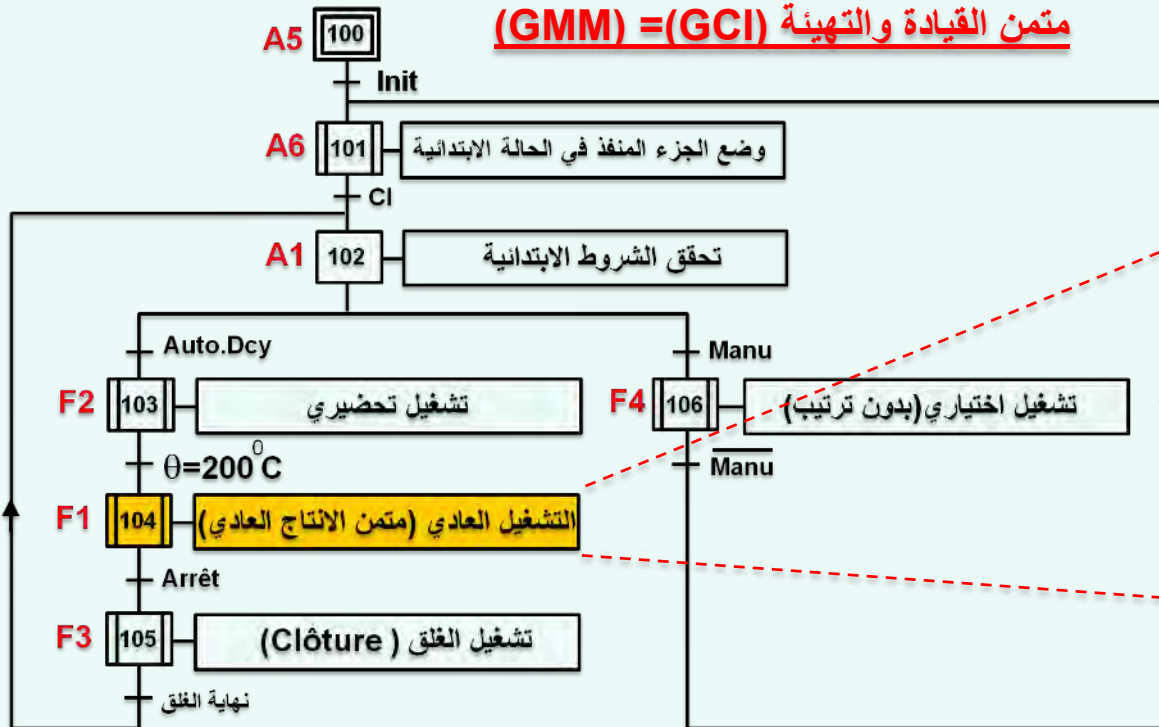 متمن القيادة والتهيئة (GCI)= (GMM)
A5 100
Init
A6 101 وضع الجزء المنفذ في الحالة الابتدائية
CI
A1 102 تحقق الشروط الابتدائية
Auto.Dcy
Manu
F2 103 تشغيل تحضيري
F4 106 تشغيل اختياري(بدون ترتيب)
θ=200⁰C
Manu
F1 104 التشغيل العادي (متمن الانتاج العادي)
Arrêt
F3 105 تشغيل الغلق ( Clôture)
نهاية الغلق